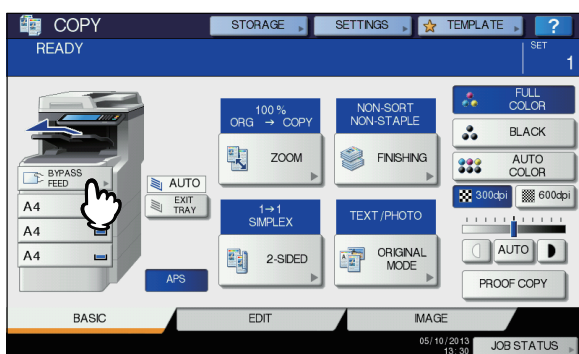 COPY
STORAGE
SETTINGS
TEMPLATE
?
READY
SET
1
100 %
ORG → COPY
NON-SORT
NON-STAPLE
FULL
COLOR
ZOOM
FINISHING
BLACK
BYPASS
FEED
AUTO
AUTO
COLOR
EXIT
TRAY
300dpi
600dpi
A4
A4
A4
1→1
SIMPLEX
TEXT/PHOTO
2-SIDED
ORIGINAL
MODE
AUTO
APS
PROOF COPY
BASIC
EDIT
IMAGE
05/10/2013
13:30
JOB STATUS